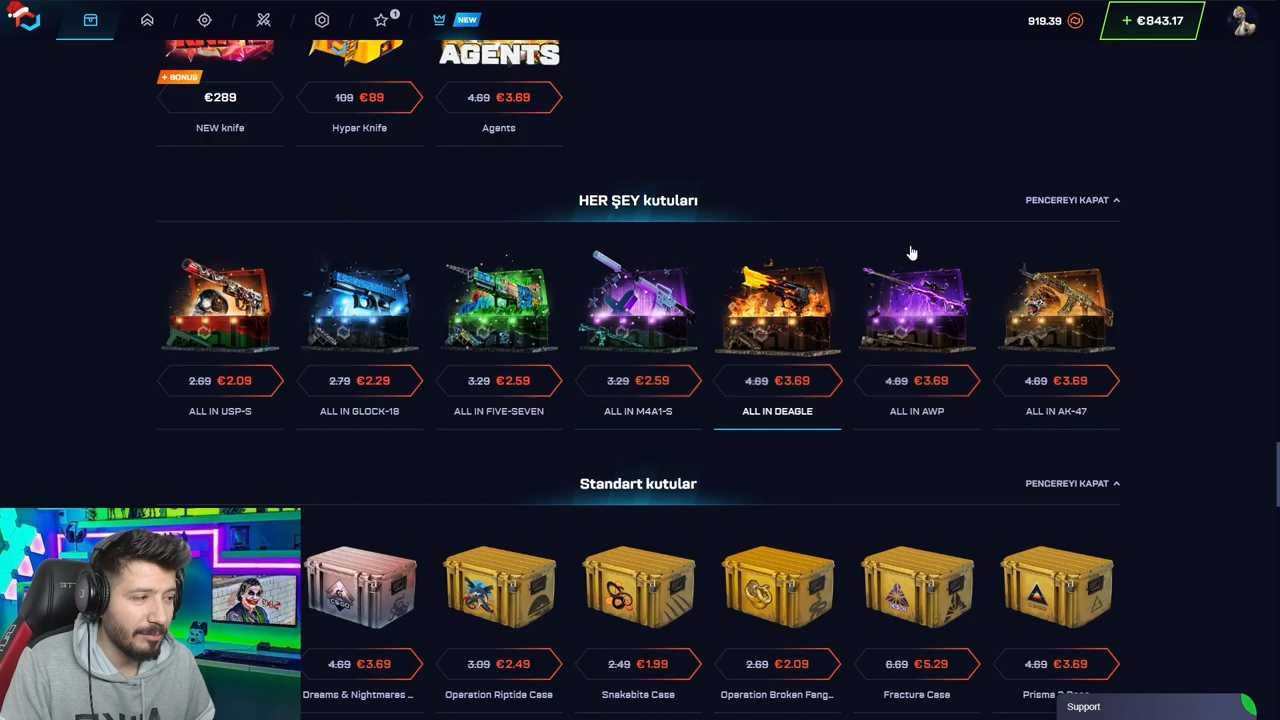 1
NEW
919.39
+ €843.17
AGENTS
+ BONUS
€289
109 €89
4.69 €3.69
NEW knife
Hyper Knife
Agents
HER ŞEY kutuları
PENCEREYI KAPAT
2.69 €2.09
2.79 €2.29
3.29 €2.59
3.29 €2.59
4.69 €3.69
4.69 €3.69
4.69 €3.69
ALL IN USP-S
ALL IN GLOCK-18
ALL IN FIVE-SEVEN
ALL IN M4A1-S
ALL IN DEAGLE
ALL IN AWP
ALL IN AK-47
Standart kutular
PENCEREYI KAPAT
4.69 €3.69
3.09 €2.49
2.49 €1.99
2.69 €2.09
6.69 €5.29
4.69 €3.69
Dreams & Nightmares ...
Operation Riptide Case
Snakebite Case
Operation Broken Fang...
Fracture Case
Support